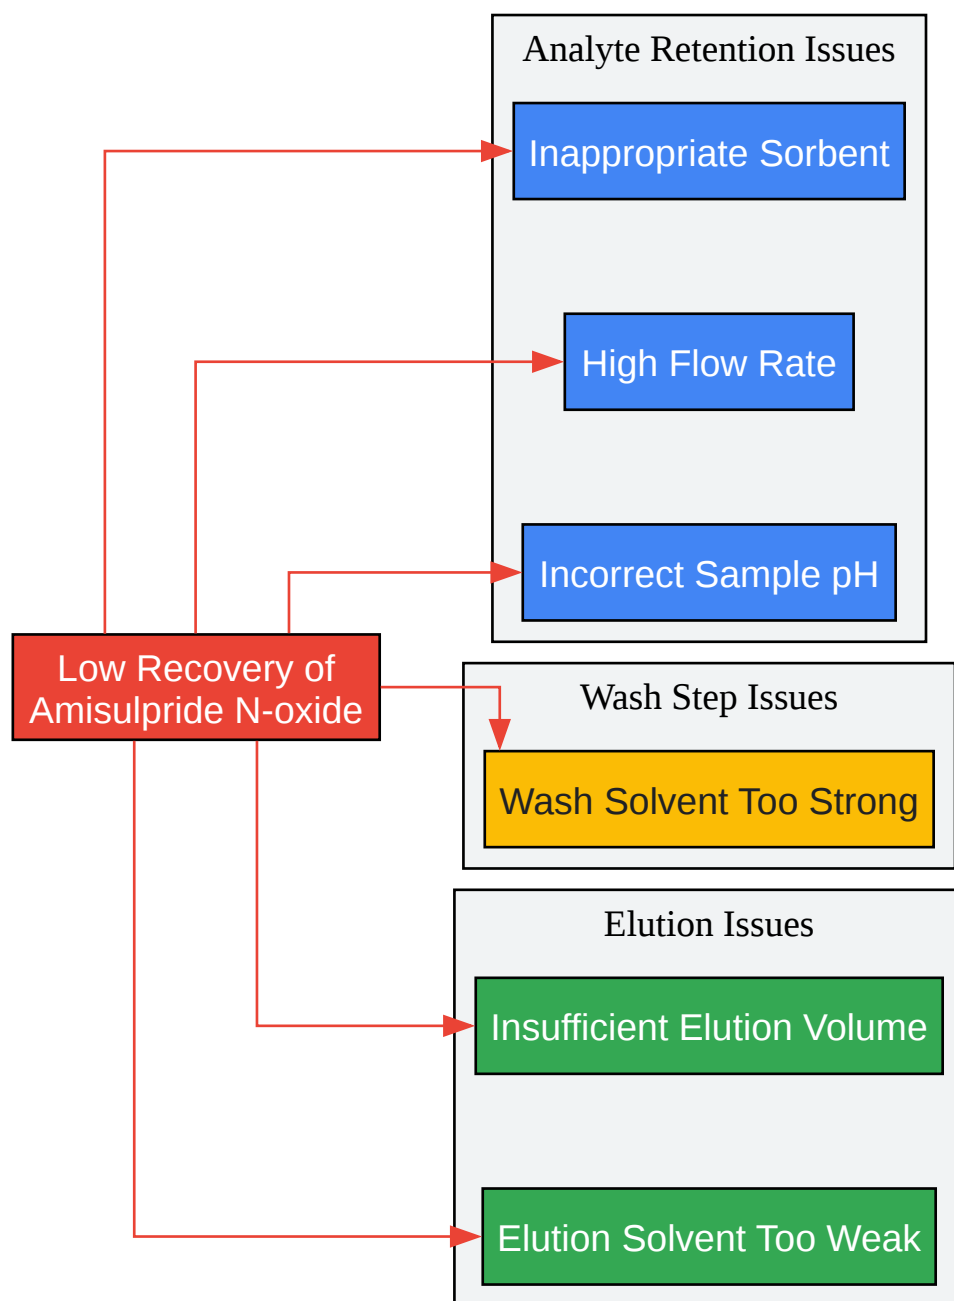 Analyte Retention Issues
Inappropriate Sorbent
High Flow Rate
Incorrect Sample pH
Low Recovery of
Amisulpride N-oxide
Wash Step Issues
Wash Solvent Too Strong
Elution Issues
Insufficient Elution Volume
Elution Solvent Too Weak